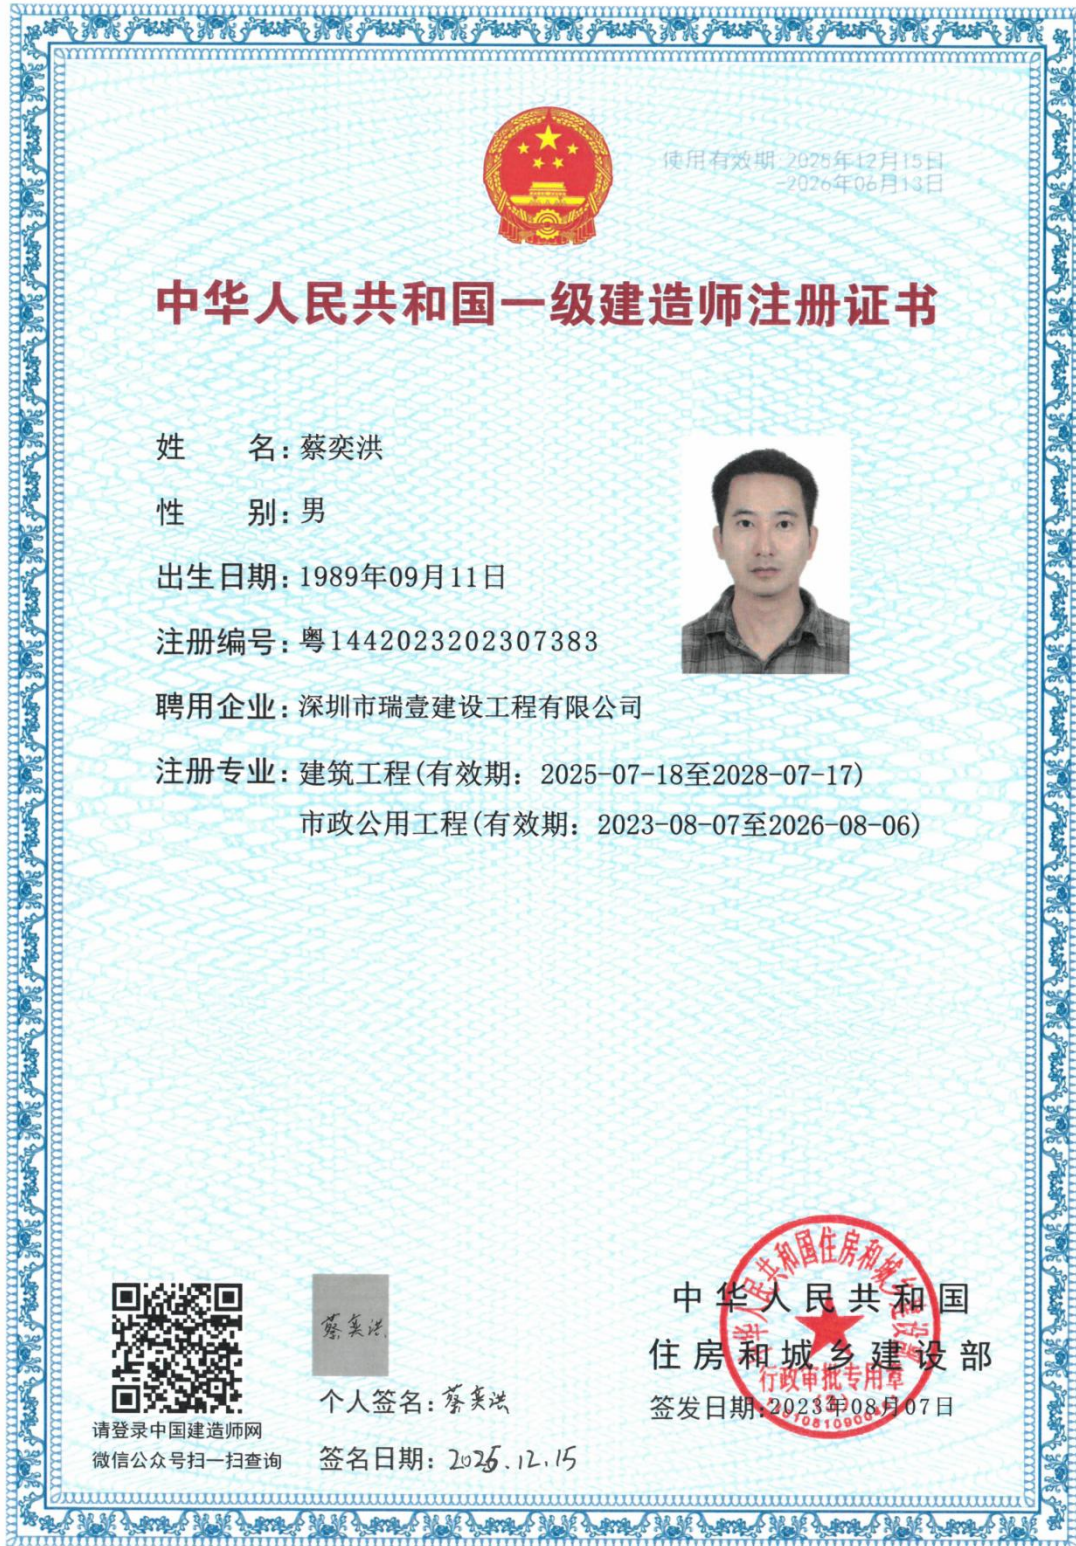 使用有效期:2025年12月15日
-2026年06月13日
中华人民共和国一级建造师注册证书
姓 名:蔡奕洪
性 别:男
出生日期:1989年09月11日
注册编号:粤1442023202307383
聘用企业:深圳市瑞壹建设工程有限公司
注册专业:建筑工程(有效期: 2025-07-18至2028-07-17)
市政公用工程(有效期: 2023-08-07至2026-08-06)
请登录中国建造师网
微信公众号扫一扫查询
蔡奕洪
个人签名:蔡奕洪
签名日期:2025.12.15
中华人民共和国
住房和城乡建设部
签发日期:2023年08月07日
中华人民共和国住房和城乡建设部
行政审批专用章